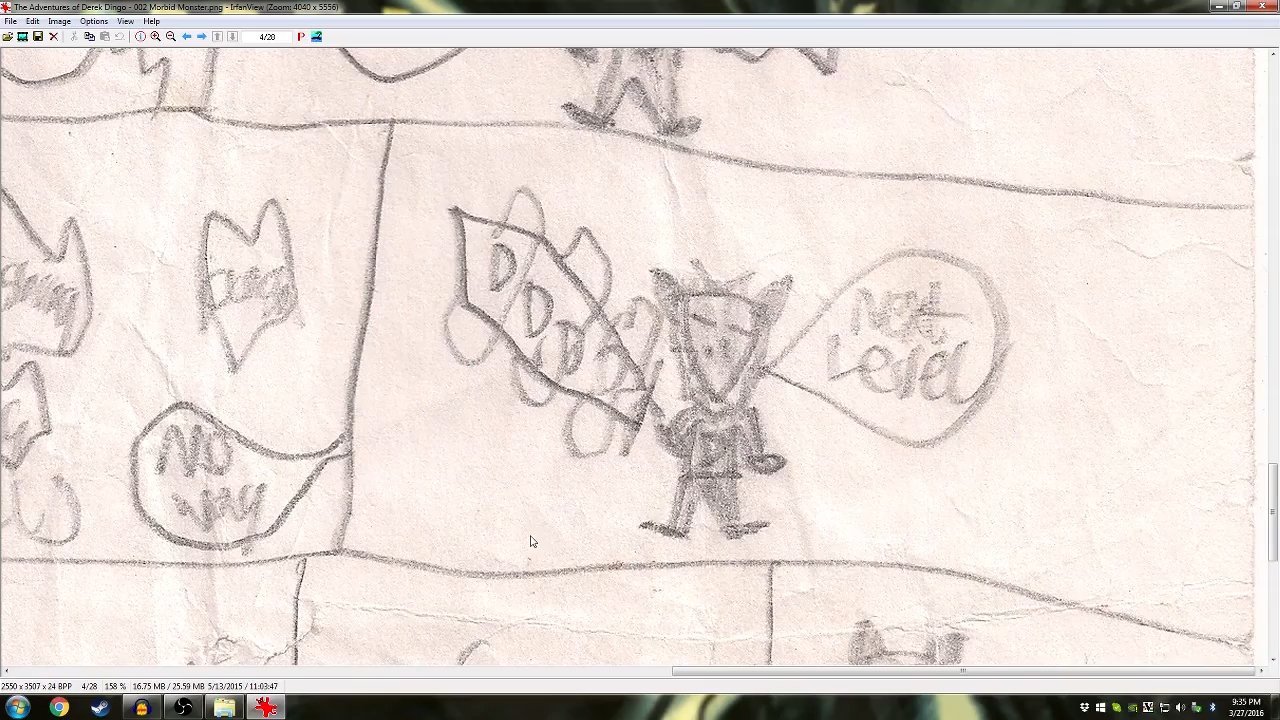 The Adventures of Derek Dingo - 002 Morbid Monster.png - IrfanView (Zoom: 4040 x 5556)
File Edit Image Options View Help
4/20
D
D
D
Next
Level
NO
WAY
2550 x 3507 x 24 BPP 4/28 158 % 16.75 MB / 25.59 MB 5/13/2015 / 11:03:47
9:35 PM
3/27/2016